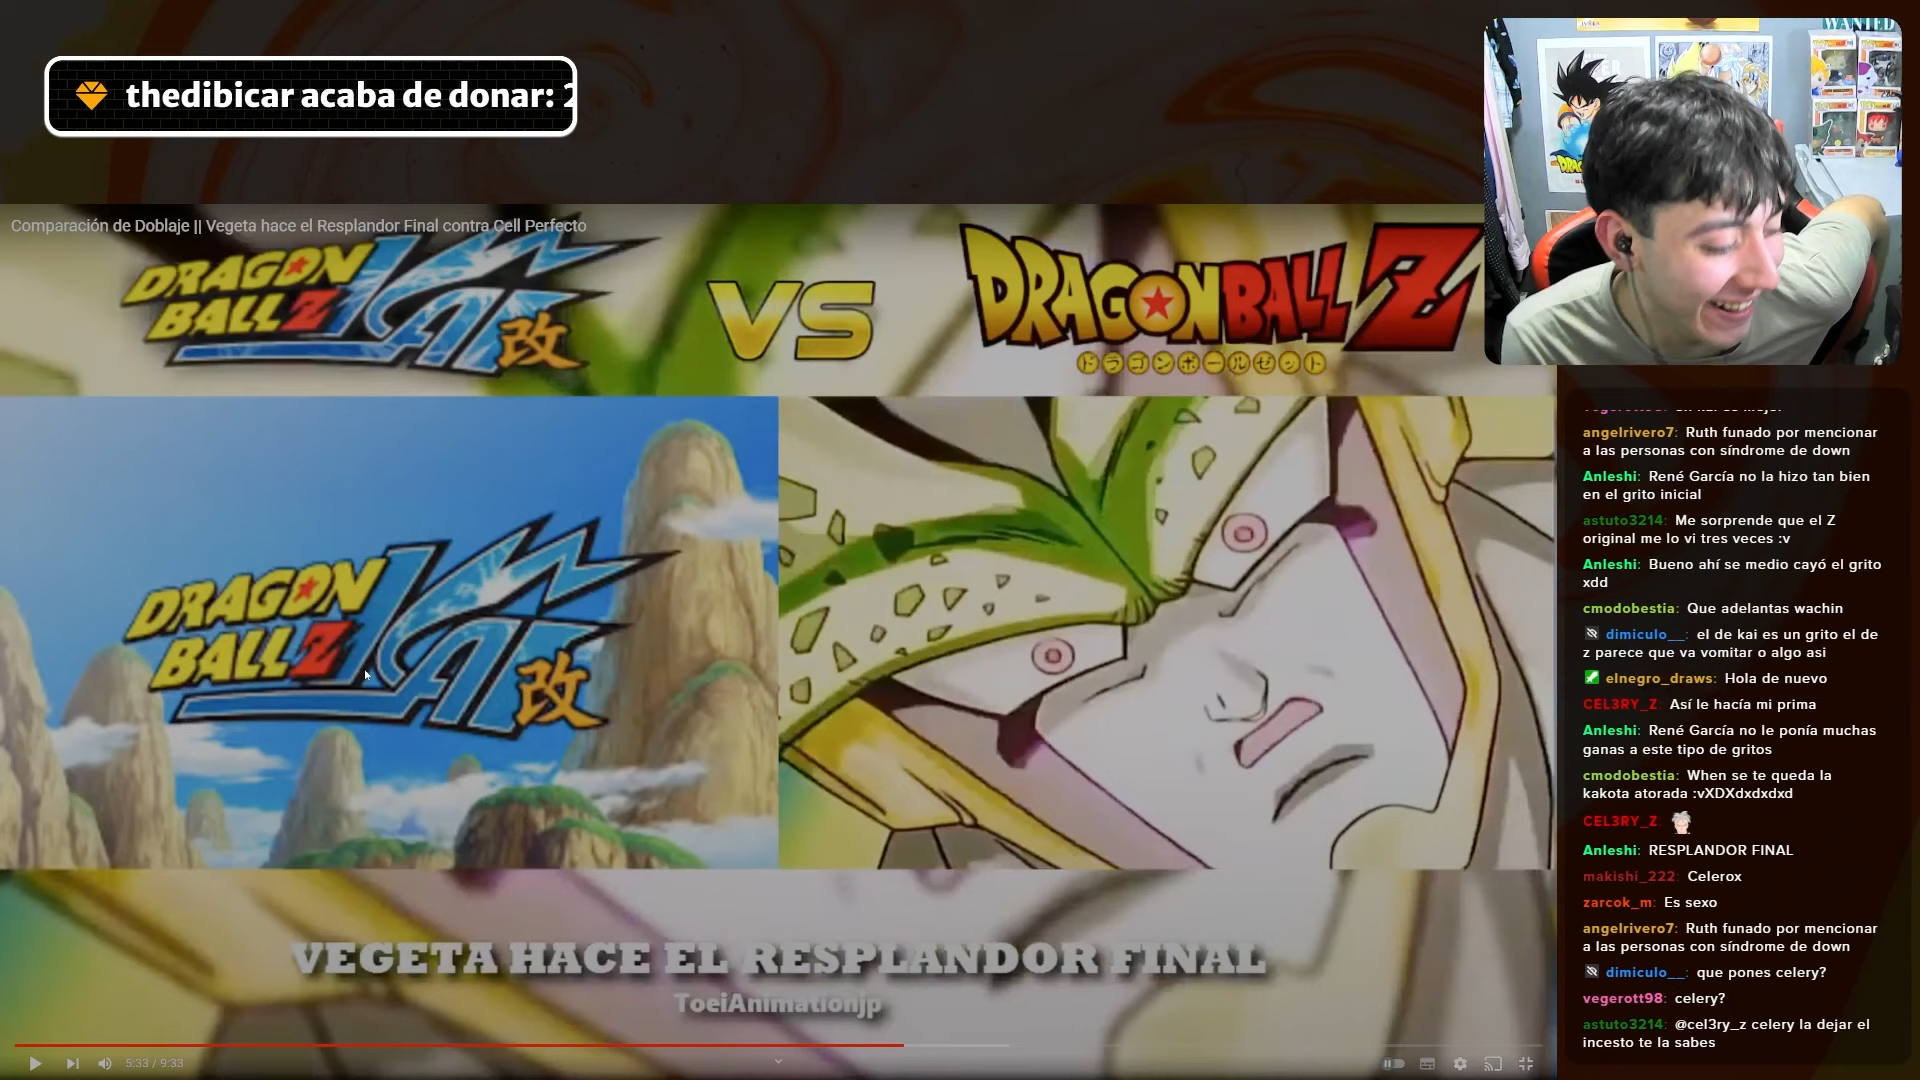 thedibicar acaba de donar: 2
WANTED
Comparación de Doblaje || Vegeta hace el Resplandor Final contra Cell Perfecto
DRAGON BALL Z KAI 改
VS
DRAGON BALL Z
ドラゴンボールゼット
DRAGON BALL Z KAI 改
VEGETA HACE EL RESPLANDOR FINAL
ToeiAnimationjp
5:33 / 9:33
angelrivero7: Ruth funado por mencionar
a las personas con síndrome de down
Anleshi: René García no la hizo tan bien
en el grito inicial
astuto3214: Me sorprende que el Z
original me lo vi tres veces :v
Anleshi: Bueno ahí se medio cayó el grito
xdd
cmodobestia: Que adelantas wachin
dimiculo__: el de kai es un grito el de
z parece que va vomitar o algo asi
elnegro_draws: Hola de nuevo
CEL3RY_Z: Así le hacía mi prima
Anleshi: René García no le ponía muchas
ganas a este tipo de gritos
cmodobestia: When se te queda la
kakota atorada :vXDXdxdxdxd
CEL3RY_Z:
Anleshi: RESPLANDOR FINAL
makishi_222: Celerox
zarcok_m: Es sexo
angelrivero7: Ruth funado por mencionar
a las personas con síndrome de down
dimiculo__: que pones celery?
vegerott98: celery?
astuto3214: @cel3ry_z celery la dejar el
incesto te la sabes